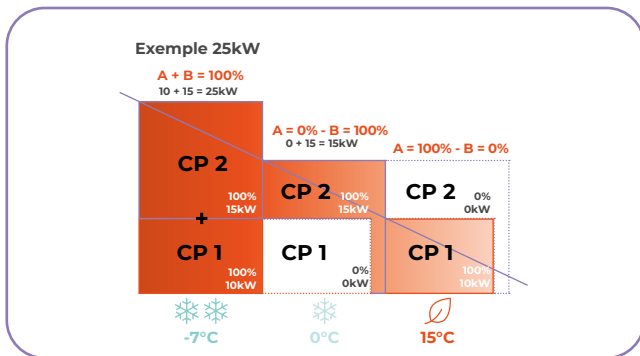 Exemple 25kW
A + B = 100%
10 + 15 = 25kW
A = 0% - B = 100%
0 + 15 = 15kW
A = 100% - B = 0%
CP 2
100%
15kW
CP 2
100%
15kW
CP 2
0%
0kW
+
CP 1
100%
10kW
CP 1
0%
0kW
CP 1
100%
10kW
-7°C
0°C
15°C